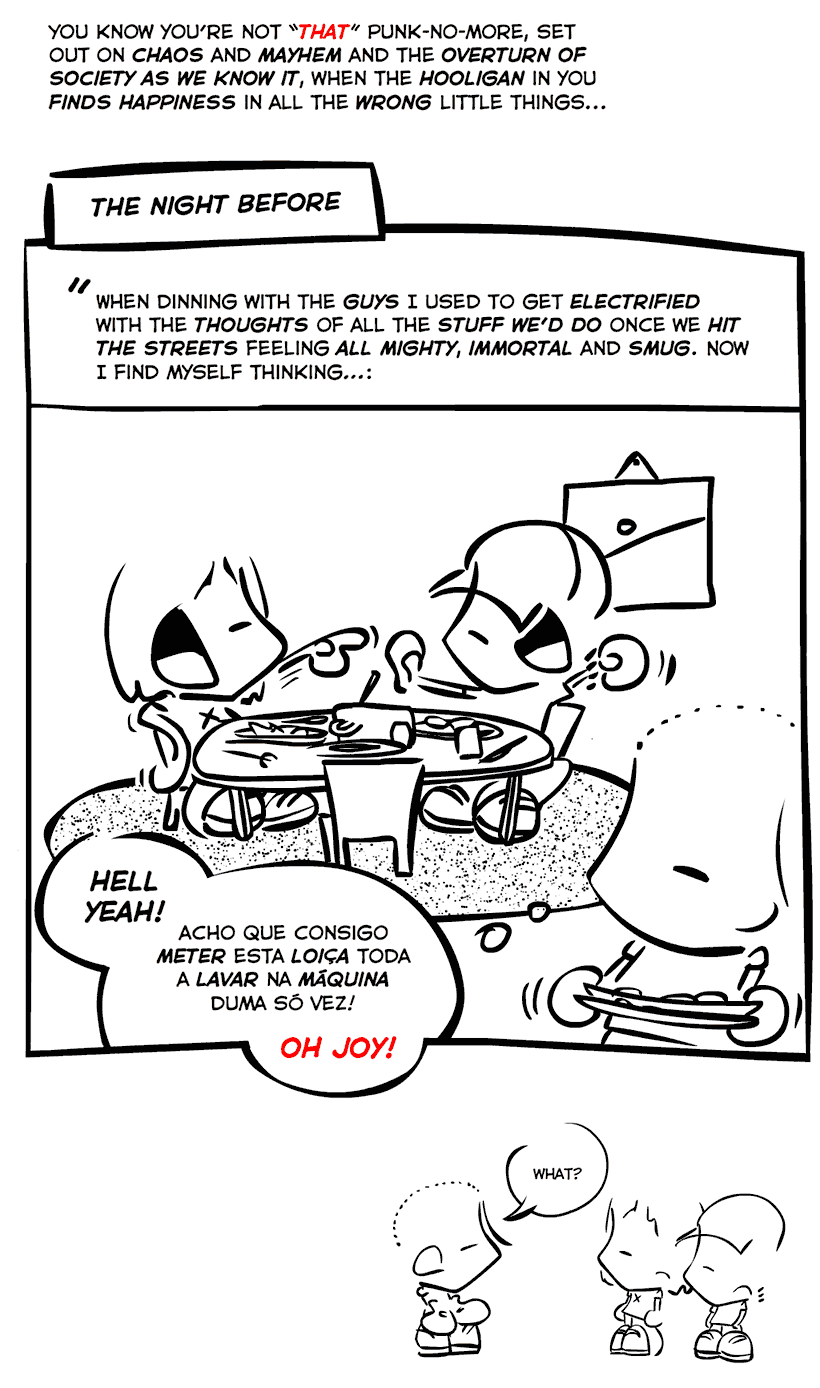 YOU KNOW YOU'RE NOT "THAT" PUNK-NO-MORE, SET
OUT ON CHAOS AND MAYHEM AND THE OVERTURN OF
SOCIETY AS WE KNOW IT, WHEN THE HOOLIGAN IN YOU
FINDS HAPPINESS IN ALL THE WRONG LITTLE THINGS...
THE NIGHT BEFORE
" WHEN DINNING WITH THE GUYS I USED TO GET ELECTRIFIED
WITH THE THOUGHTS OF ALL THE STUFF WE'D DO ONCE WE HIT
THE STREETS FEELING ALL MIGHTY, IMMORTAL AND SMUG. NOW
I FIND MYSELF THINKING...:
HELL
YEAH!
ACHO QUE CONSIGO
METER ESTA LOIÇA TODA
A LAVAR NA MÁQUINA
DUMA SÓ VEZ!
OH JOY!
WHAT?